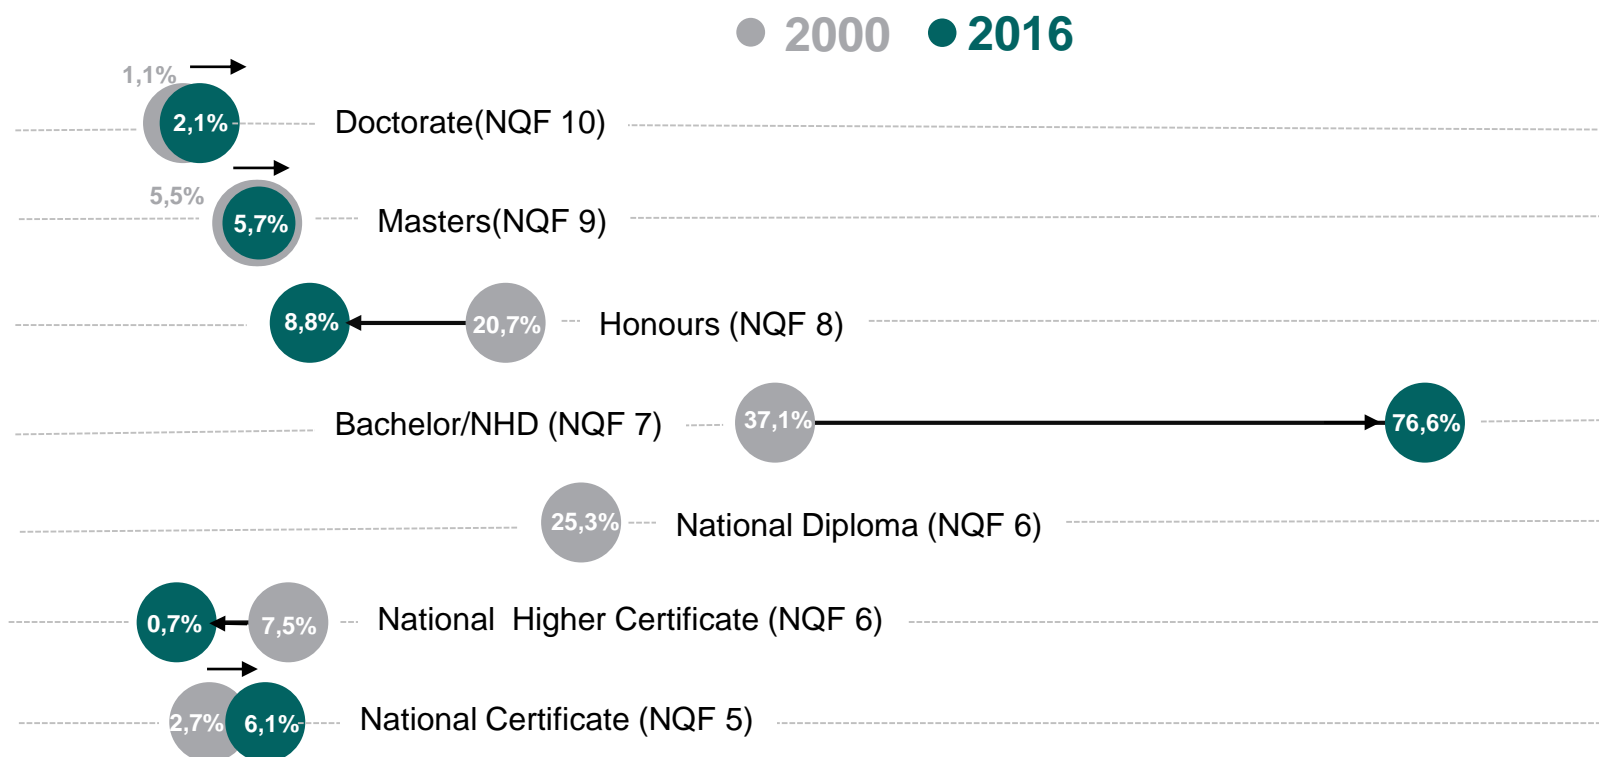 2000 2016
1,1%
2,1% Doctorate(NQF 10)
5,5%
5,7% Masters(NQF 9)
8,8% 20,7% Honours (NQF 8)
Bachelor/NHD (NQF 7) 37,1% 76,6%
25,3% National Diploma (NQF 6)
0,7% 7,5% National Higher Certificate (NQF 6)
2,7% 6,1% National Certificate (NQF 5)